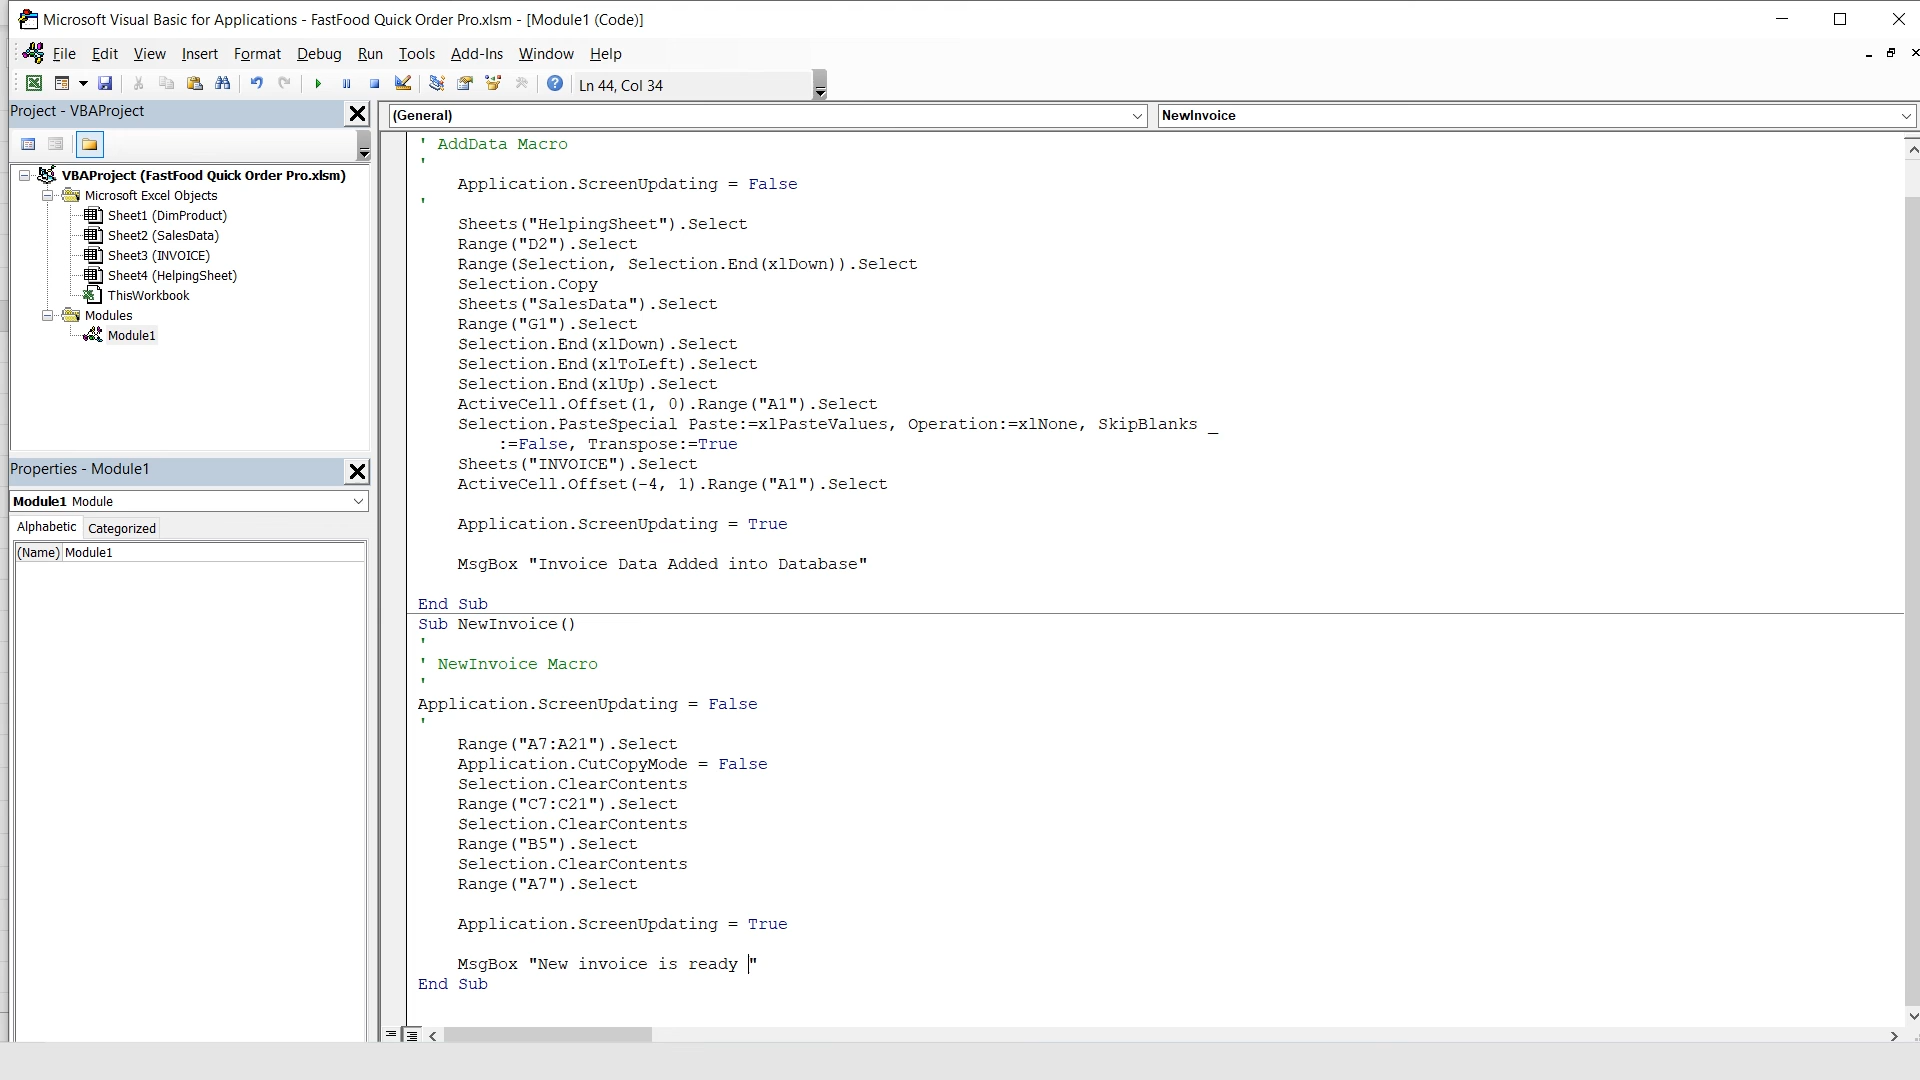 Microsoft Visual Basic for Applications - FastFood Quick Order Pro.xlsm - [Module1 (Code)]
File Edit View Insert Format Debug Run Tools Add-Ins Window Help
Ln 44, Col 34
Project - VBAProject
(General)
NewInvoice
VBAProject (FastFood Quick Order Pro.xlsm)
Microsoft Excel Objects
Sheet1 (DimProduct)
Sheet2 (SalesData)
Sheet3 (INVOICE)
Sheet4 (HelpingSheet)
ThisWorkbook
Modules
Module1
Properties - Module1
Module1 Module
Alphabetic Categorized
(Name) Module1
' AddData Macro
'
Application.ScreenUpdating = False
'
Sheets("HelpingSheet").Select
Range("D2").Select
Range(Selection, Selection.End(xlDown)).Select
Selection.Copy
Sheets("SalesData").Select
Range("G1").Select
Selection.End(xlDown).Select
Selection.End(xlToLeft).Select
Selection.End(xlUp).Select
ActiveCell.Offset(1, 0).Range("A1").Select
Selection.PasteSpecial Paste:=xlPasteValues, Operation:=xlNone, SkipBlanks _
:=False, Transpose:=True
Sheets("INVOICE").Select
ActiveCell.Offset(-4, 1).Range("A1").Select
Application.ScreenUpdating = True
MsgBox "Invoice Data Added into Database"
End Sub
Sub NewInvoice()
'
' NewInvoice Macro
'
Application.ScreenUpdating = False
'
Range("A7:A21").Select
Application.CutCopyMode = False
Selection.ClearContents
Range("C7:C21").Select
Selection.ClearContents
Range("B5").Select
Selection.ClearContents
Range("A7").Select
Application.ScreenUpdating = True
MsgBox "New invoice is ready "
End Sub